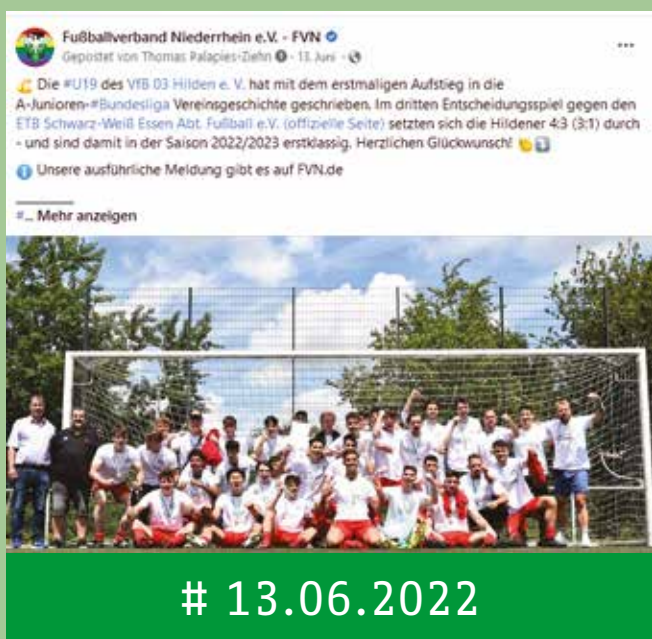 Fußballverband Niederrhein e.V. - FVN
Gepostet von Thomas Palapies-Ziehn · 13. Juni ·
Die #U19 des VfB 03 Hilden e. V. hat mit dem erstmaligen Aufstieg in die
A-Junioren-#Bundesliga Vereinsgeschichte geschrieben. Im dritten Entscheidungsspiel gegen den
ETB Schwarz-Weiß Essen Abt. Fußball e.V. (offizielle Seite) setzten sich die Hildener 4:3 (3:1) durch
- und sind damit in der Saison 2022/2023 erstklassig. Herzlichen Glückwunsch!
Unsere ausführliche Meldung gibt es auf FVN.de
#... Mehr anzeigen
# 13.06.2022